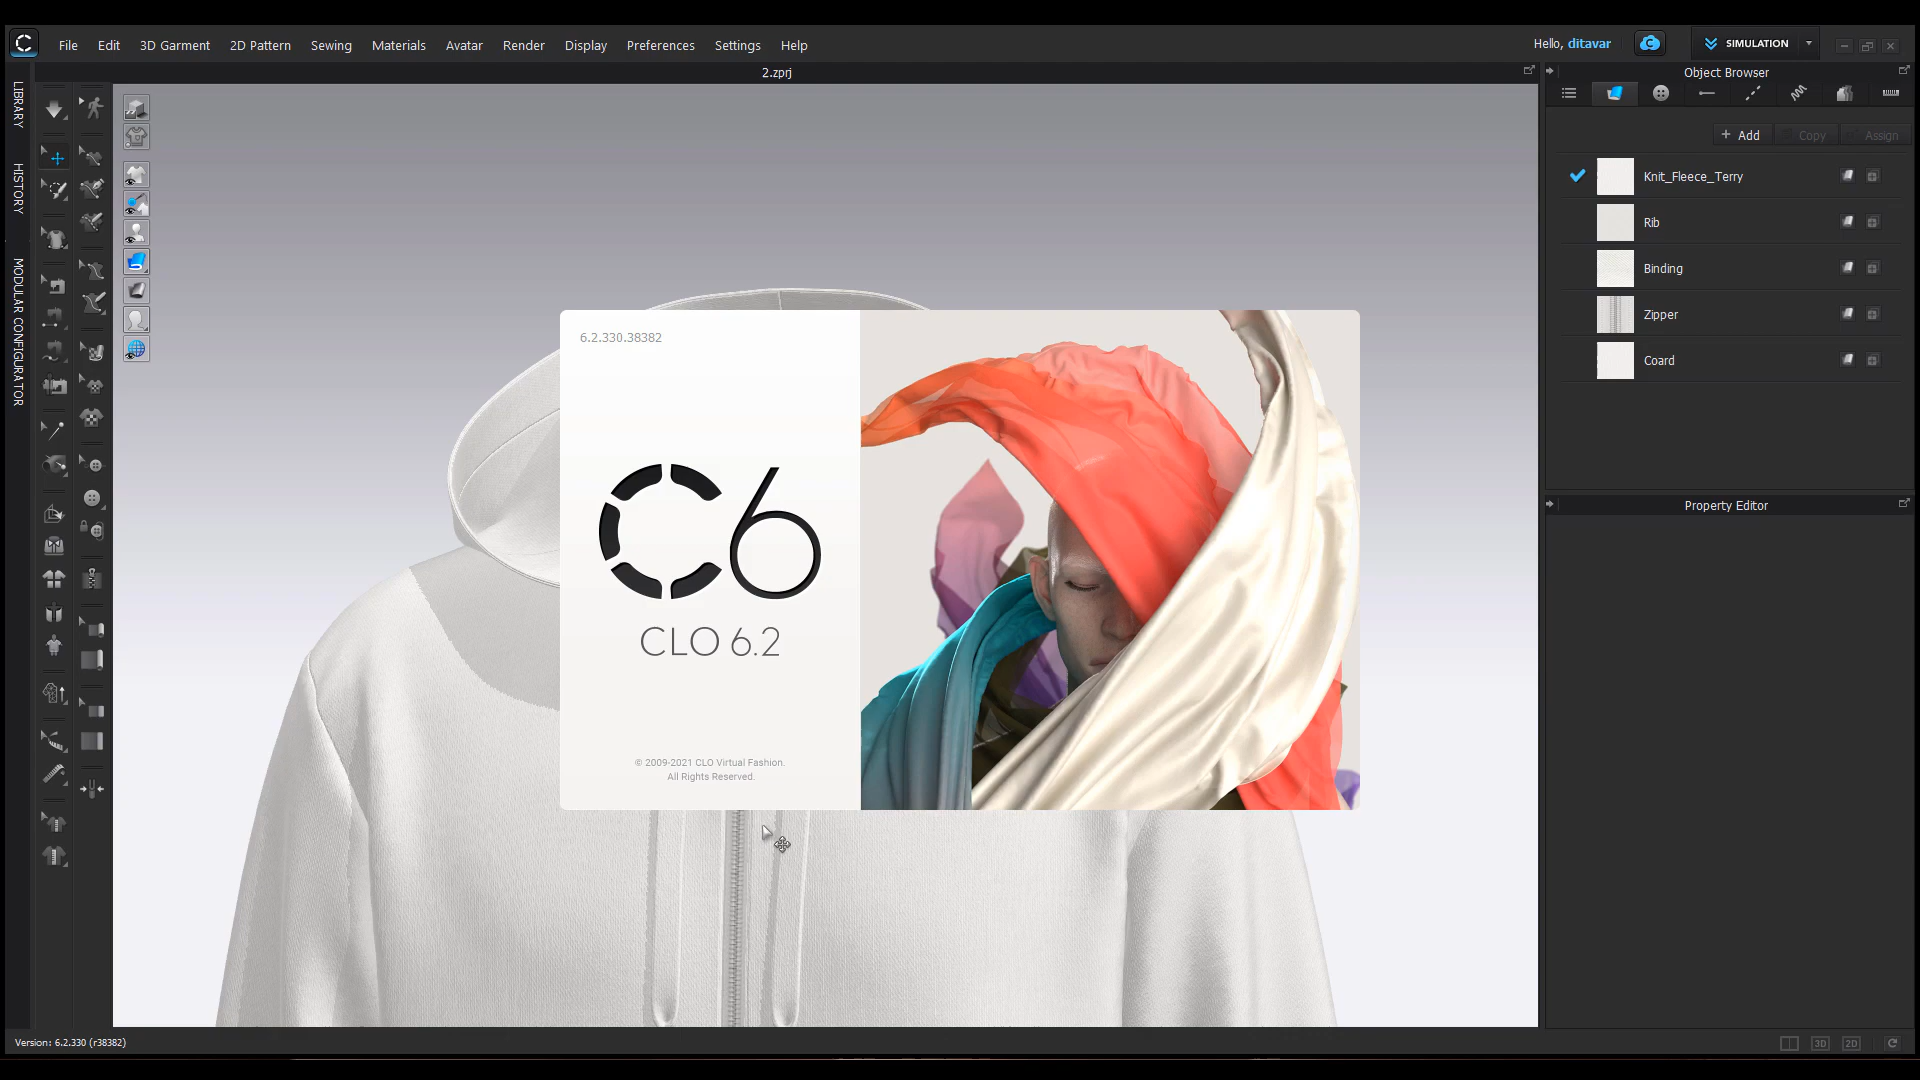 File Edit 3D Garment 2D Pattern Sewing Materials Avatar Render Display Preferences Settings Help
Hello, ditavar
SIMULATION
2.zprj
Object Browser
LIBRARY
HISTORY
MODULAR CONFIGURATOR
+ Add Copy Assign
Knit_Fleece_Terry
Rib
Binding
Zipper
Coard
Property Editor
6.2.330.38382
C6
CLO 6.2
© 2009-2021 CLO Virtual Fashion.
All Rights Reserved.
Version: 6.2.330 (r38382)
3D 2D